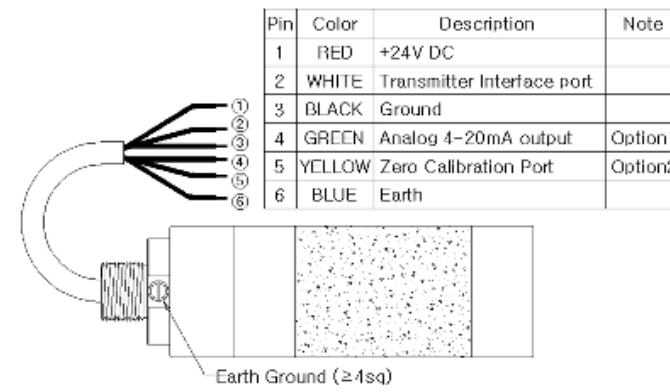 Pin Color Description Note
1 RED +24V DC
2 WHITE Transmitter Interface port
3 BLACK Ground
4 GREEN Analog 4-20mA output Option
5 YELLOW Zero Calibration Port Option2
6 BLUE Earth
①
②
③
④
⑤
⑥
Earth Ground (≥4sq)